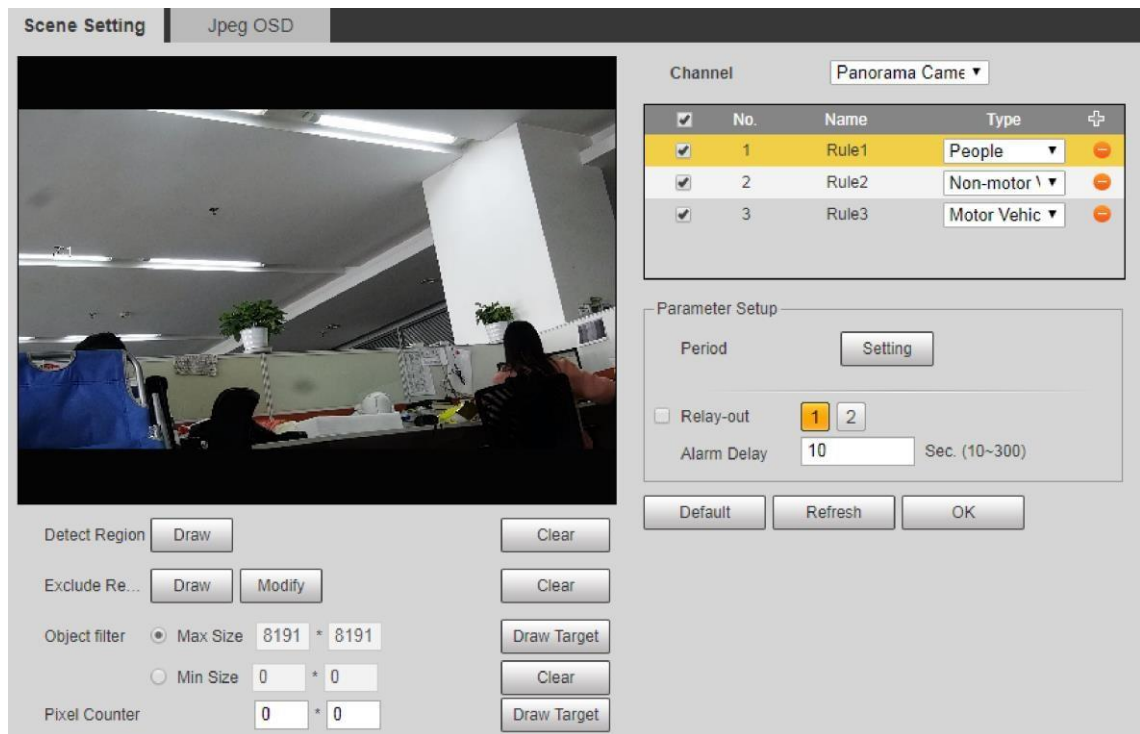 Scene Setting Jpeg OSD
Channel Panorama Came
No. Name Type
1 Rule1 People
2 Rule2 Non-motor \
3 Rule3 Motor Vehic
Parameter Setup
Period Setting
Relay-out 1 2
Alarm Delay 10 Sec. (10~300)
Default Refresh OK
Detect Region Draw Clear
Exclude Re... Draw Modify Clear
Object filter Max Size 8191 * 8191 Draw Target
Min Size 0 * 0 Clear
Pixel Counter 0 * 0 Draw Target